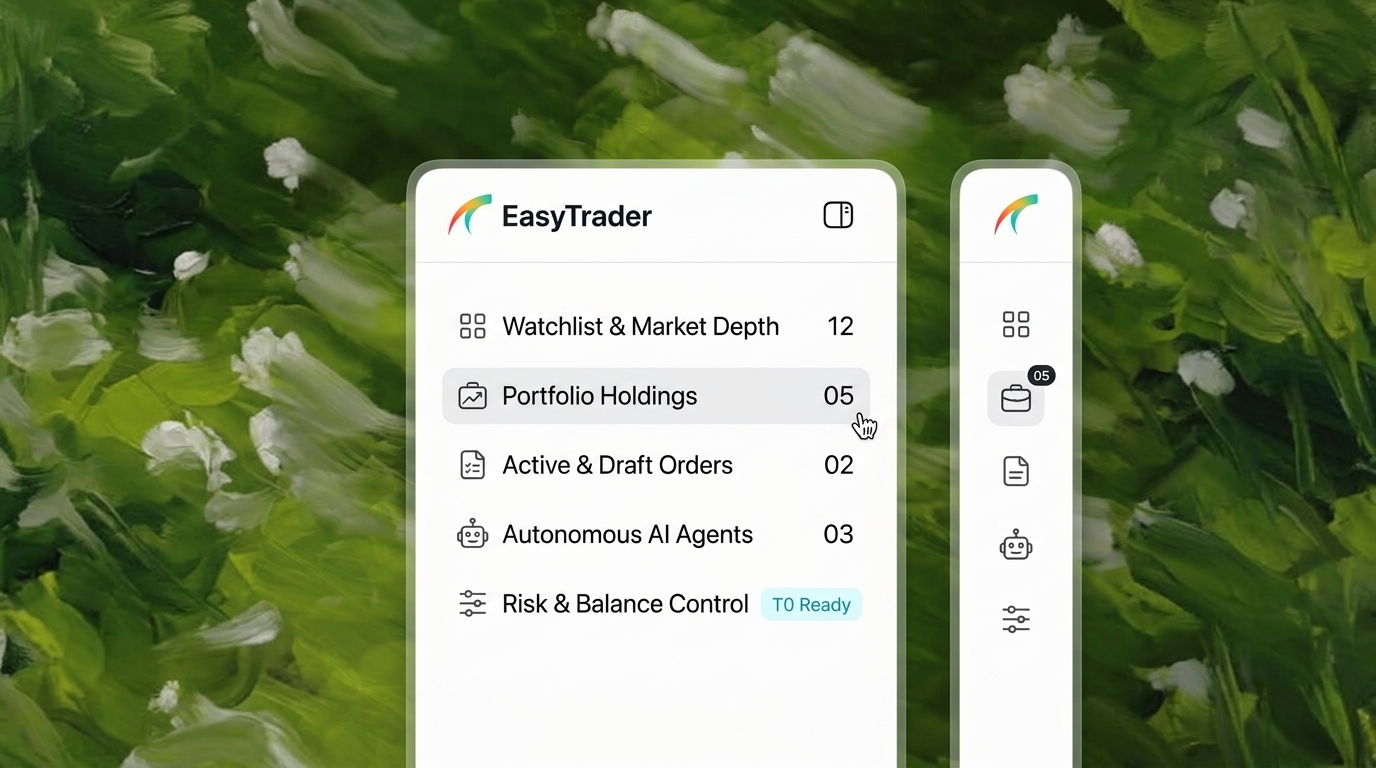 EasyTrader
Watchlist & Market Depth 12
Portfolio Holdings 05
Active & Draft Orders 02
Autonomous AI Agents 03
Risk & Balance Control T0 Ready
05